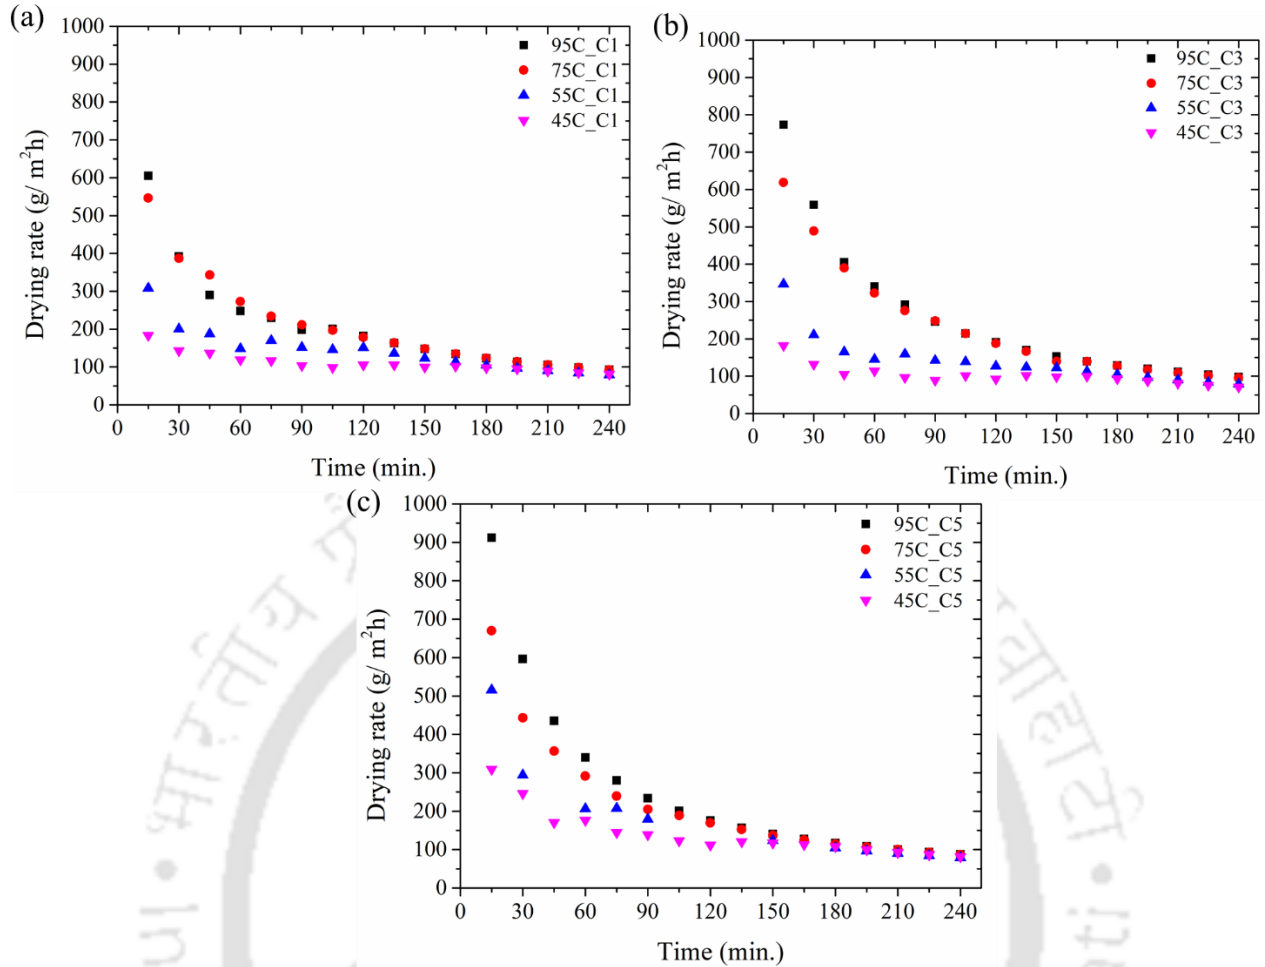 (a)
1000
900
800
700
600
500
400
300
200
100
0
Drying rate (g/ m²h)
95C_C1
75C_C1
55C_C1
45C_C1
0 30 60 90 120 150 180 210 240
Time (min.)
(b)
1000
900
800
700
600
500
400
300
200
100
0
Drying rate (g/ m²h)
95C_C3
75C_C3
55C_C3
45C_C3
0 30 60 90 120 150 180 210 240
Time (min.)
(c)
1000
900
800
700
600
500
400
300
200
100
0
Drying rate (g/ m²h)
95C_C5
75C_C5
55C_C5
45C_C5
0 30 60 90 120 150 180 210 240
Time (min.)
भारतीय